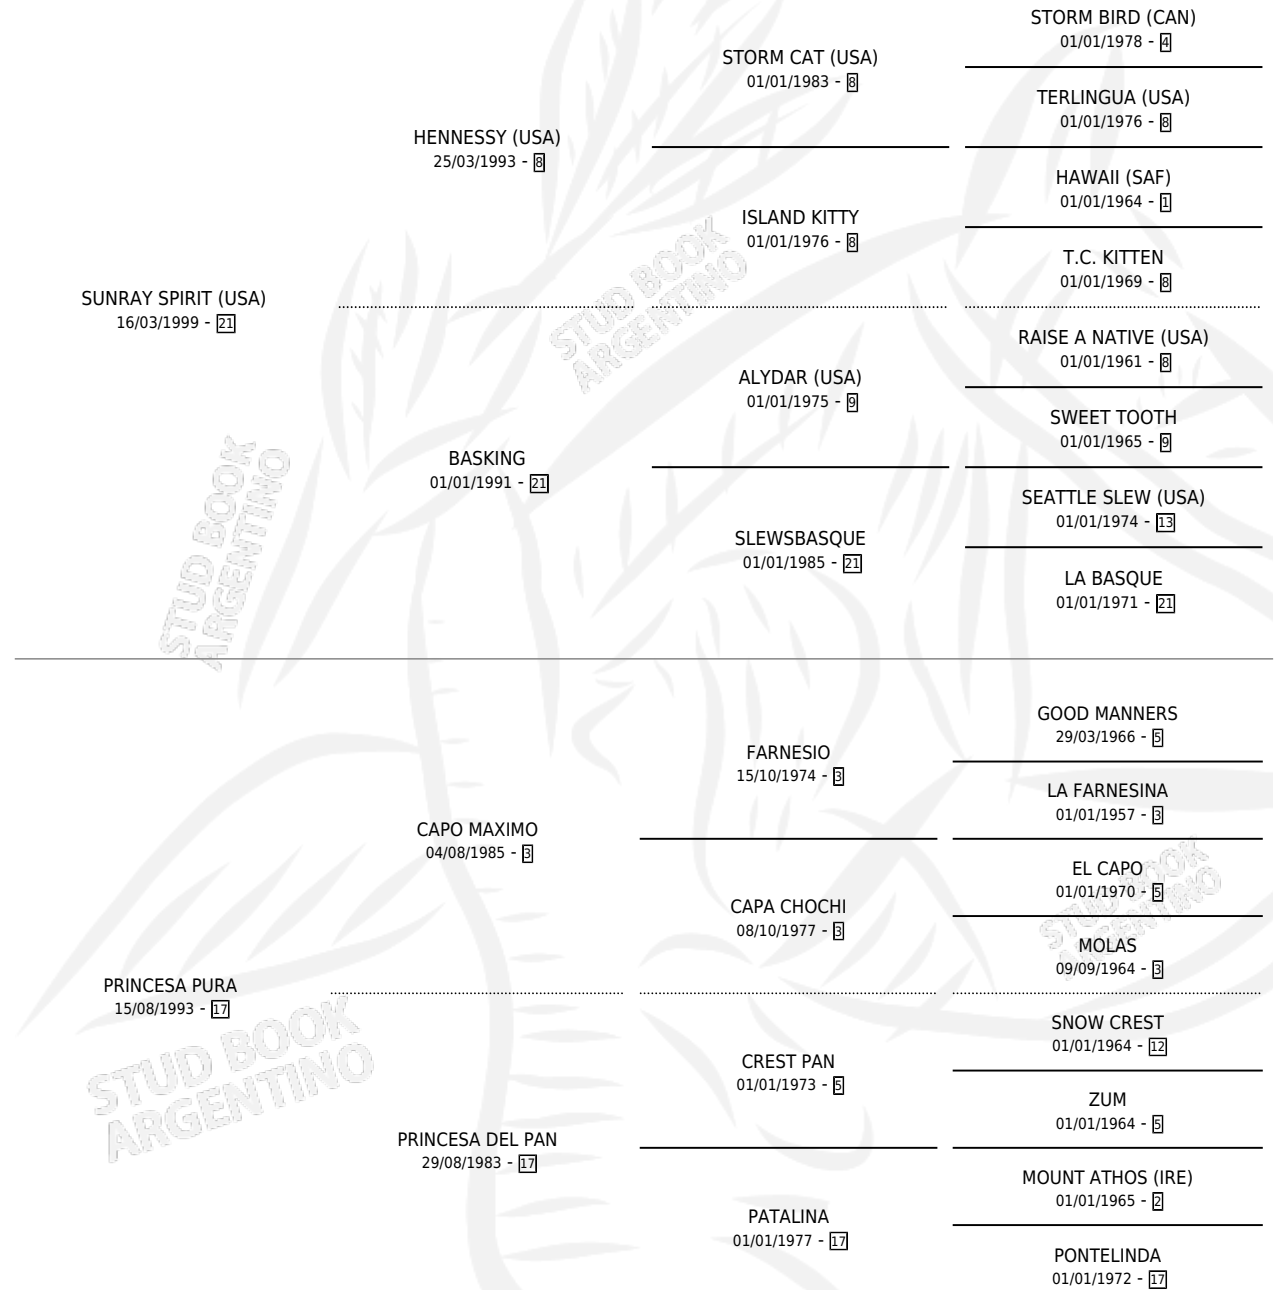 STORM BIRD (CAN)
01/01/1978 - 4
STORM CAT (USA)
01/01/1983 - 8
TERLINGUA (USA)
01/01/1976 - 8
HENNESSY (USA)
25/03/1993 - 8
HAWAII (SAF)
01/01/1964 - 1
ISLAND KITTY
01/01/1976 - 8
T.C. KITTEN
01/01/1969 - 8
SUNRAY SPIRIT (USA)
16/03/1999 - 21
STUD BOOK
ARGENTINO
RAISE A NATIVE (USA)
01/01/1961 - 8
ALYDAR (USA)
01/01/1975 - 9
SWEET TOOTH
01/01/1965 - 9
BASKING
01/01/1991 - 21
SEATTLE SLEW (USA)
01/01/1974 - 13
SLEWSBASQUE
01/01/1985 - 21
LA BASQUE
01/01/1971 - 21
STUD BOOK
ARGENTINO
GOOD MANNERS
29/03/1966 - 5
FARNESIO
15/10/1974 - 3
LA FARNESINA
01/01/1957 - 3
CAPO MAXIMO
04/08/1985 - 3
EL CAPO
01/01/1970 - 5
CAPA CHOCHI
08/10/1977 - 3
MOLAS
09/09/1964 - 3
STUD BOOK
ARGENTINO
PRINCESA PURA
15/08/1993 - 17
SNOW CREST
01/01/1964 - 12
CREST PAN
01/01/1973 - 5
ZUM
01/01/1964 - 5
STUD BOOK
ARGENTINO
PRINCESA DEL PAN
29/08/1983 - 17
MOUNT ATHOS (IRE)
01/01/1965 - 2
PATALINA
01/01/1977 - 17
PONTELINDA
01/01/1972 - 17